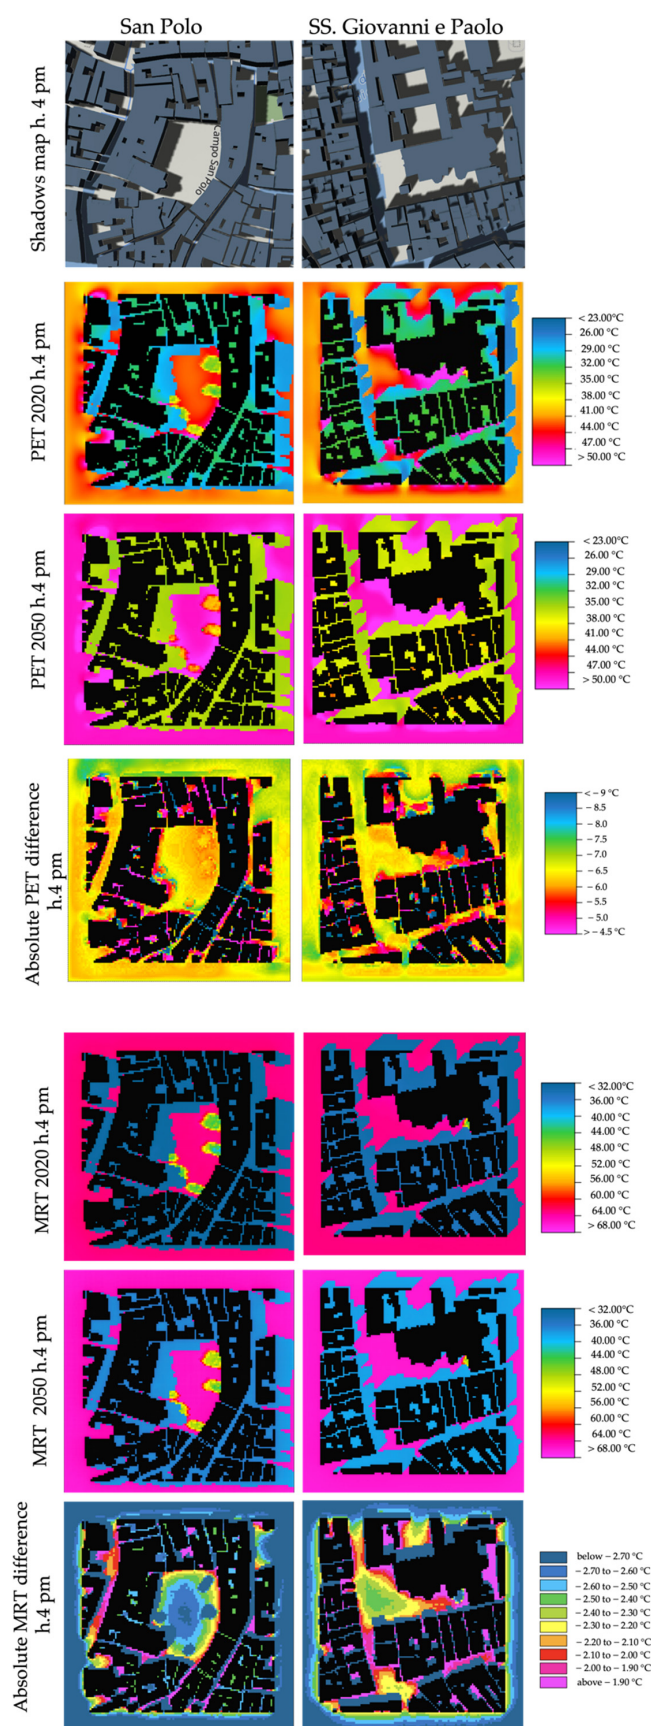 San Polo
SS. Giovanni e Paolo
Shadows map h. 4 pm
Campo San Polo
PET 2020 h.4 pm
< 23.00°C
26.00 °C
29.00 °C
32.00 °C
35.00 °C
38.00 °C
41.00 °C
44.00 °C
47.00 °C
> 50.00 °C
PET 2050 h.4 pm
< 23.00°C
26.00 °C
29.00 °C
32.00 °C
35.00 °C
38.00 °C
41.00 °C
44.00 °C
47.00 °C
> 50.00 °C
Absolute PET difference
h.4 pm
< − 9 °C
− 8.5
− 8.0
− 7.5
− 7.0
− 6.5
− 6.0
− 5.5
− 5.0
> − 4.5 °C
MRT 2020 h.4 pm
< 32.00°C
36.00 °C
40.00 °C
44.00 °C
48.00 °C
52.00 °C
56.00 °C
60.00 °C
64.00 °C
> 68.00 °C
MRT 2050 h.4 pm
< 32.00°C
36.00 °C
40.00 °C
44.00 °C
48.00 °C
52.00 °C
56.00 °C
60.00 °C
64.00 °C
> 68.00 °C
Absolute MRT difference
h.4 pm
below − 2.70 °C
− 2.70 to − 2.60 °C
− 2.60 to − 2.50 °C
− 2.50 to − 2.40 °C
− 2.40 to − 2.30 °C
− 2.30 to − 2.20 °C
− 2.20 to − 2.10 °C
− 2.10 to − 2.00 °C
− 2.00 to − 1.90 °C
above − 1.90 °C